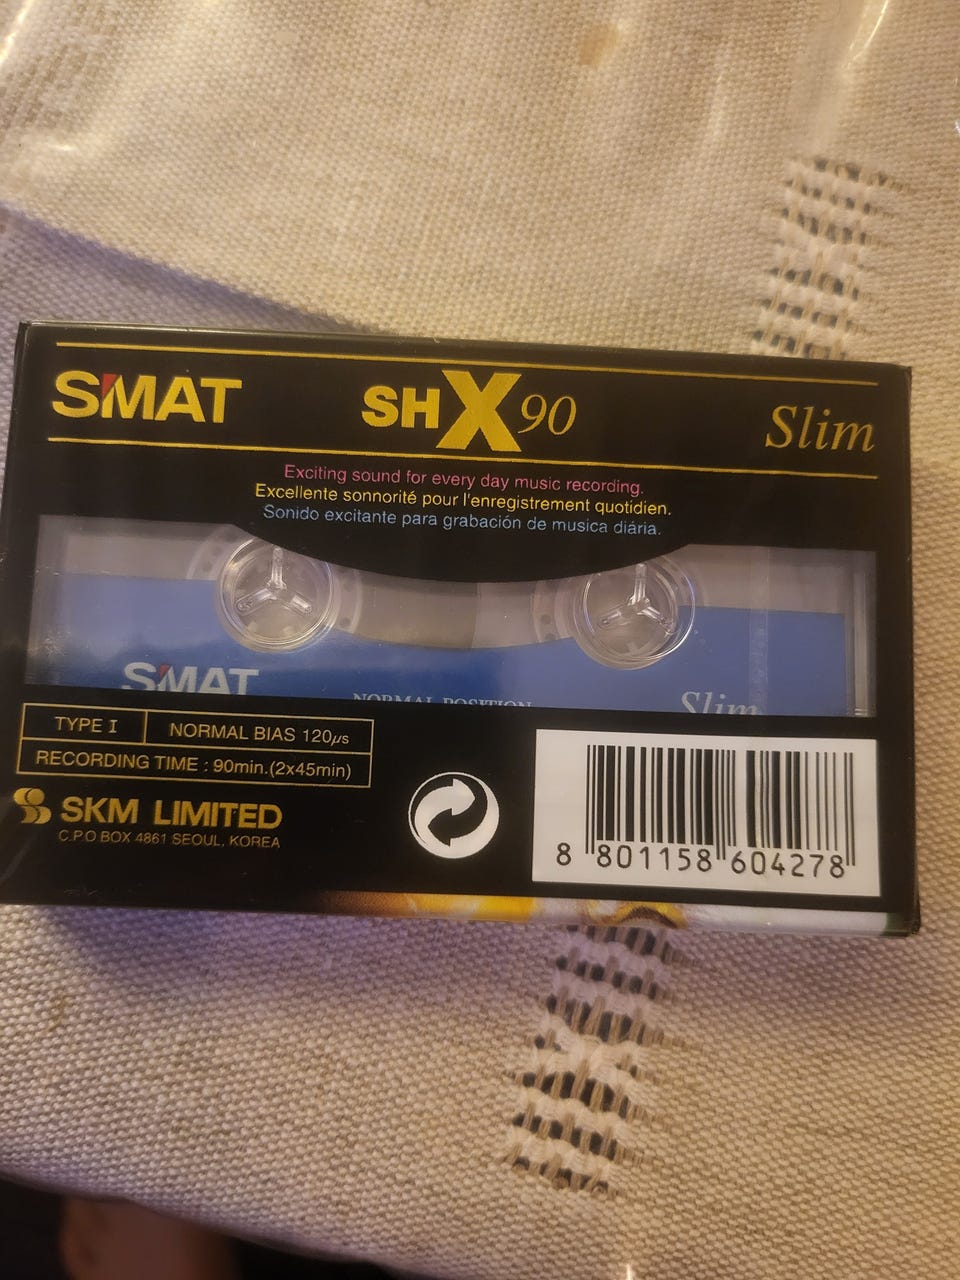 SMAT SHX90 Slim
Exciting sound for every day music recording.
Excellente sonnorité pour l'enregistrement quotidien.
Sonido excitante para grabación de musica diária.
SMAT NORMAL POSITION Slim
TYPE I NORMAL BIAS 120µs
RECORDING TIME : 90min.(2x45min)
SKM LIMITED
C.P.O BOX 4861 SEOUL, KOREA
8 801158 604278